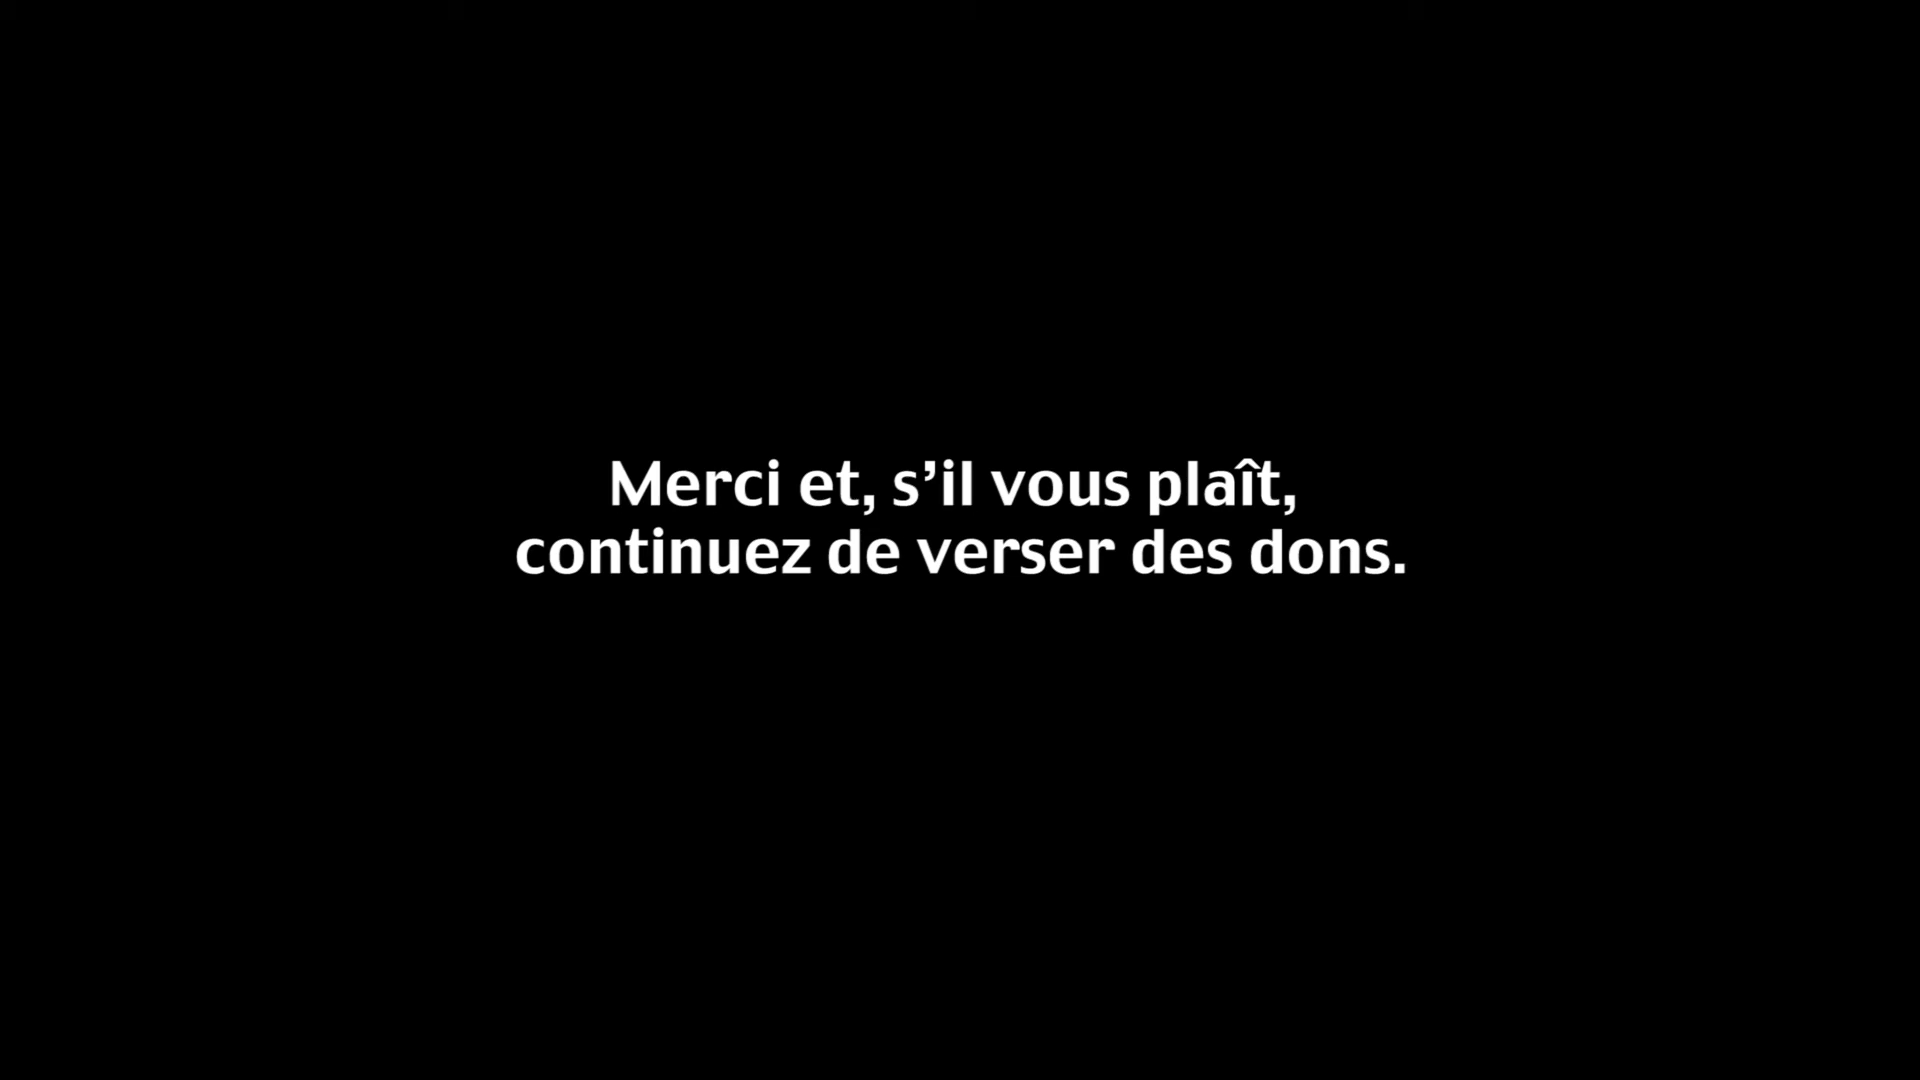 Merci et, s’il vous plaît,
continuez de verser des dons.